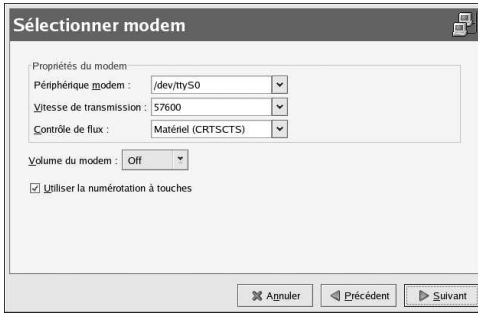 Sélectionner modem
Propriétés du modem
Périphérique modem : /dev/ttyS0
Vitesse de transmission : 57600
Contrôle de flux : Matériel (CRTSCTS)
Volume du modem : Off
Utiliser la numérotation à touches
Annuler Précédent Suivant